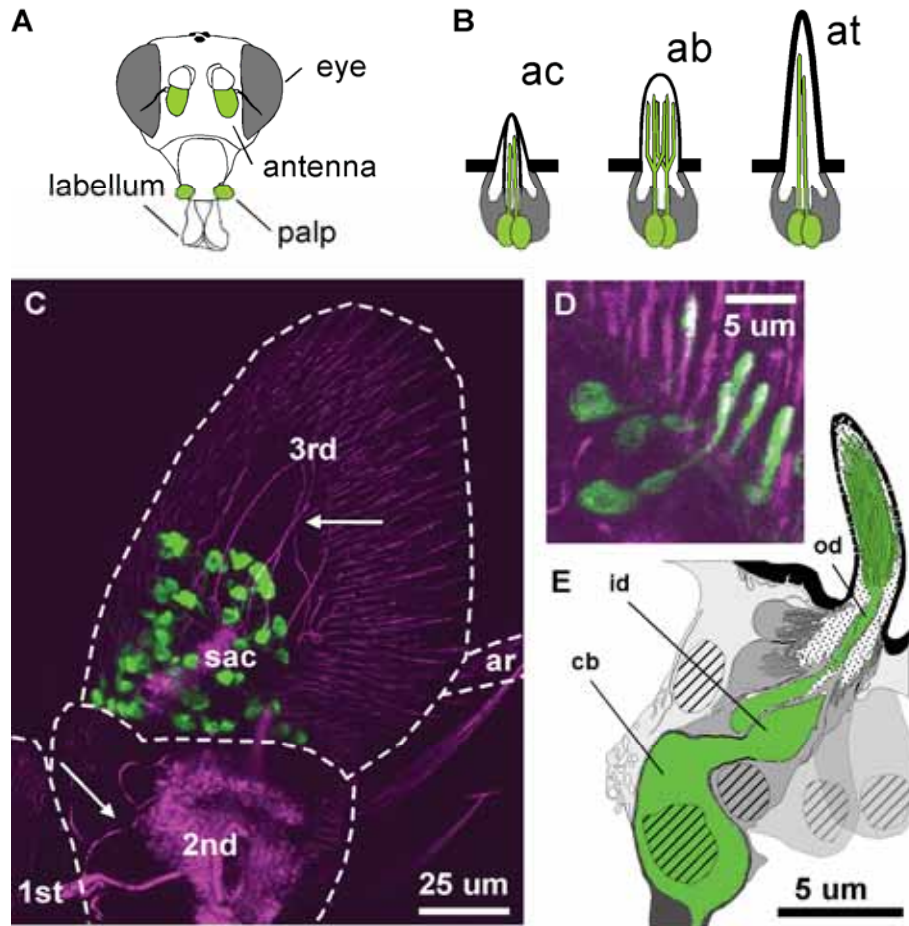 A
eye
antenna
labellum
palp
B
ac
ab
at
C
3rd
sac
ar
2nd
1st
25 um
D
5 um
E
od
id
cb
5 um